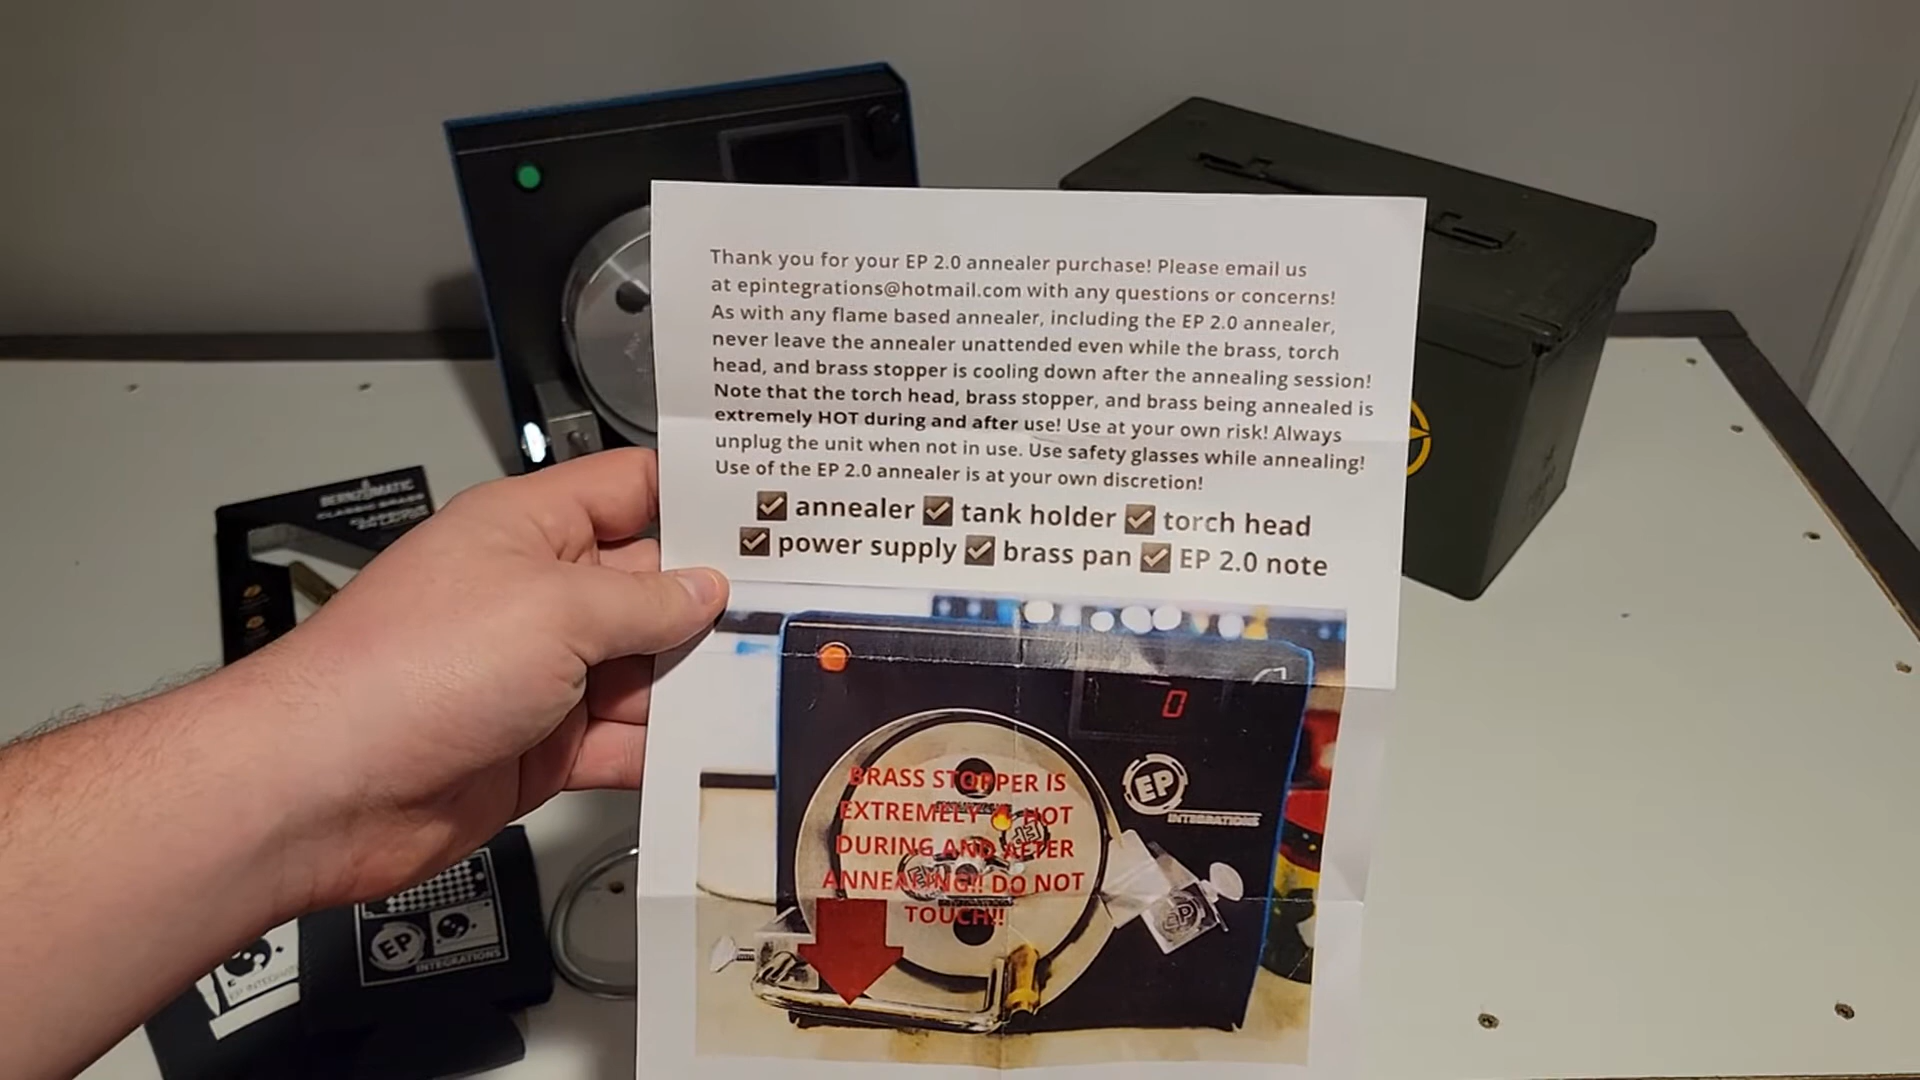 Thank you for your EP 2.0 annealer purchase! Please email us
at epintegrations@hotmail.com with any questions or concerns!
As with any flame based annealer, including the EP 2.0 annealer,
never leave the annealer unattended even while the brass, torch
head, and brass stopper is cooling down after the annealing session!
Note that the torch head, brass stopper, and brass being annealed is
extremely HOT during and after use! Use at your own risk! Always
unplug the unit when not in use. Use safety glasses while annealing!
Use of the EP 2.0 annealer is at your own discretion!
annealer tank holder torch head
power supply brass pan EP 2.0 note
0
EP
INTEGRATIONS
BRASS STOPPER IS
EXTREMELY HOT
DURING AND AFTER
ANNEALING!! DO NOT
TOUCH!!
EP
EP
EP
BERNZOMATIC
CLASSIC BRASS
EP
INTEGRATIONS